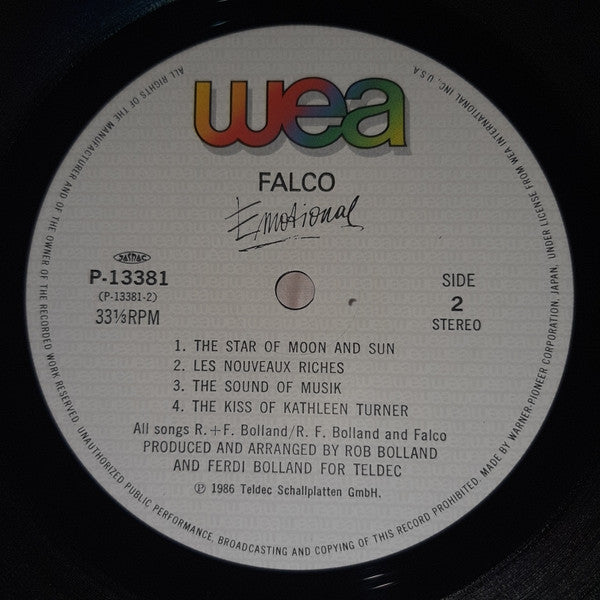 wea
FALCO
Emotional
JASRAC
P-13381
(P-13381-2)
33⅓RPM
SIDE
2
STEREO
1. THE STAR OF MOON AND SUN
2. LES NOUVEAUX RICHES
3. THE SOUND OF MUSIK
4. THE KISS OF KATHLEEN TURNER
All songs R.+F. Bolland/R. F. Bolland and Falco
PRODUCED AND ARRANGED BY ROB BOLLAND
AND FERDI BOLLAND FOR TELDEC
Ⓟ 1986 Teldec Schallplatten GmbH.
ALL RIGHTS OF THE MANUFACTURER AND OF THE OWNER OF THE RECORDED WORK RESERVED. UNAUTHORIZED PUBLIC PERFORMANCE, BROADCASTING AND COPYING OF THIS RECORD PROHIBITED. MADE BY WARNER-PIONEER CORPORATION, JAPAN, UNDER LICENSE FROM WEA INTERNATIONAL INC., U.S.A.